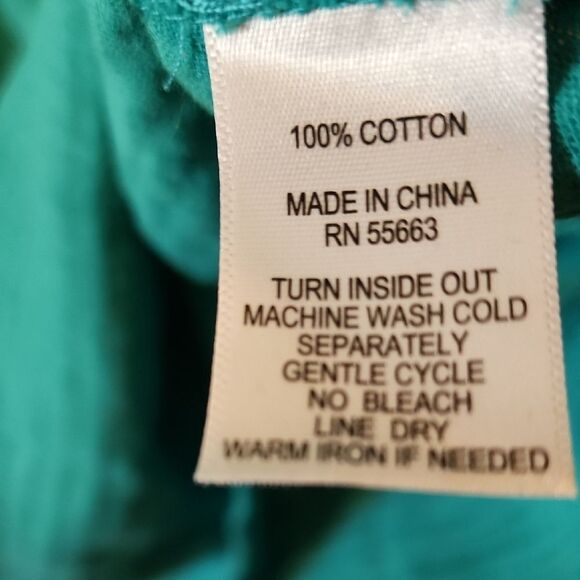 100% COTTON
MADE IN CHINA
RN 55663
TURN INSIDE OUT
MACHINE WASH COLD
SEPARATELY
GENTLE CYCLE
NO BLEACH
LINE DRY
WARM IRON IF NEEDED